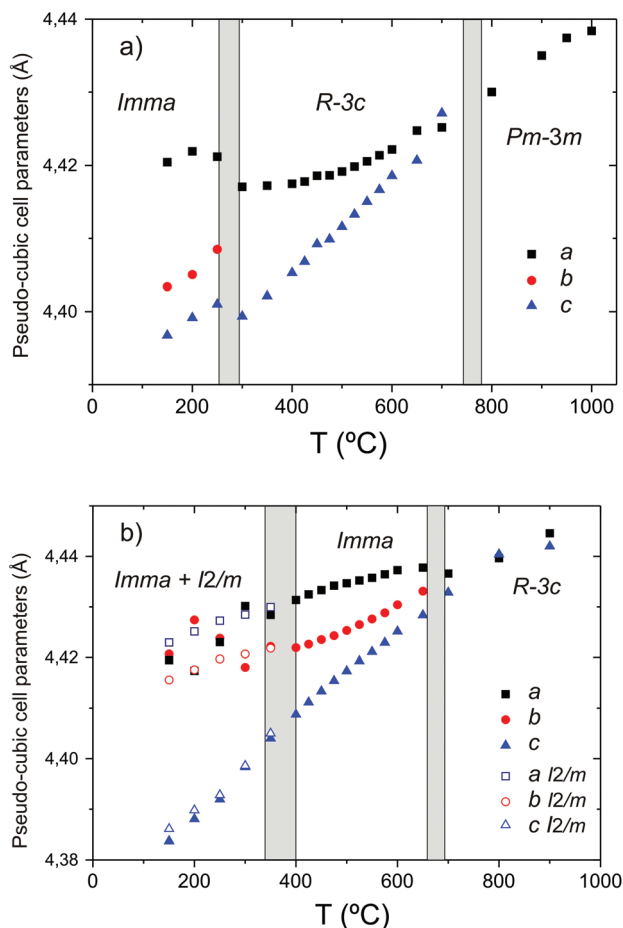 4,44
a)
Imma
R-3c
Pm-3m
4,42
4,40
Pseudo-cubic cell parameters (Å)
a
b
c
0
200
400
600
800
1000
T (ºC)
b)
Imma
Imma + I2/m
R-3c
4,44
4,42
4,40
4,38
Pseudo-cubic cell parameters (Å)
a
b
c
a I2/m
b I2/m
c I2/m
0
200
400
600
800
1000
T (ºC)